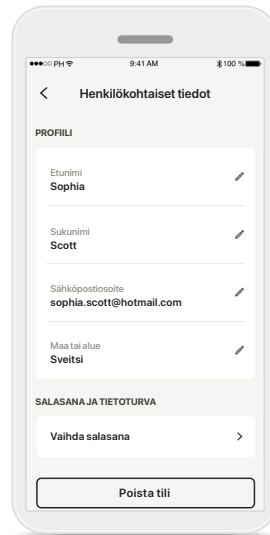 PH 9:41 AM 100 %
Henkilökohtaiset tiedot
PROFIILI
Etunimi
Sophia
Sukunimi
Scott
Sähköpostiosoite
sophia.scott@hotmail.com
Maa tai alue
Sveitsi
SALASANA JA TIETOTURVA
Vaihda salasana
Poista tili